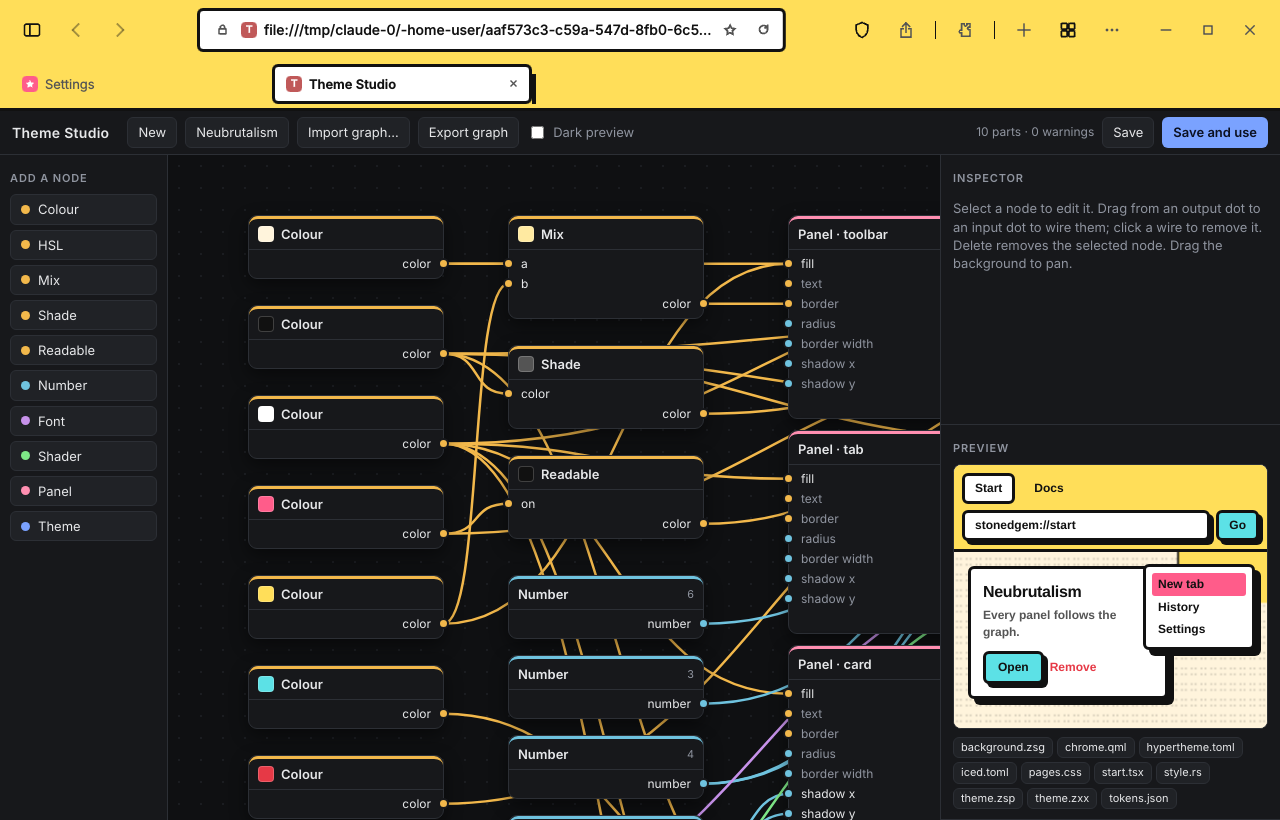 T file:///tmp/claude-0/-home-user/aaf573c3-c59a-547d-8fb0-6c5...
Settings
T Theme Studio
Theme Studio
New
Neubrutalism
Import graph...
Export graph
Dark preview
10 parts · 0 warnings
Save
Save and use
ADD A NODE
Colour
HSL
Mix
Shade
Readable
Number
Font
Shader
Panel
Theme
Colour
color
Colour
color
Colour
color
Colour
color
Colour
color
Colour
color
Colour
color
Mix
a
b
color
Shade
color
color
Readable
on
color
Number 6
number
Number 3
number
Number 4
number
Panel · toolbar
fill
text
border
radius
border width
shadow x
shadow y
Panel · tab
fill
text
border
radius
border width
shadow x
shadow y
Panel · card
fill
text
border
radius
border width
shadow x
shadow y
INSPECTOR
Select a node to edit it. Drag from an output dot to
an input dot to wire them; click a wire to remove it.
Delete removes the selected node. Drag the
background to pan.
PREVIEW
Start
Docs
stonedgem://start
Go
Neubrutalism
Every panel follows the
graph.
Open
Remove
New tab
History
Settings
background.zsg
chrome.qml
hypertheme.toml
iced.toml
pages.css
start.tsx
style.rs
theme.zsp
theme.zxx
tokens.json